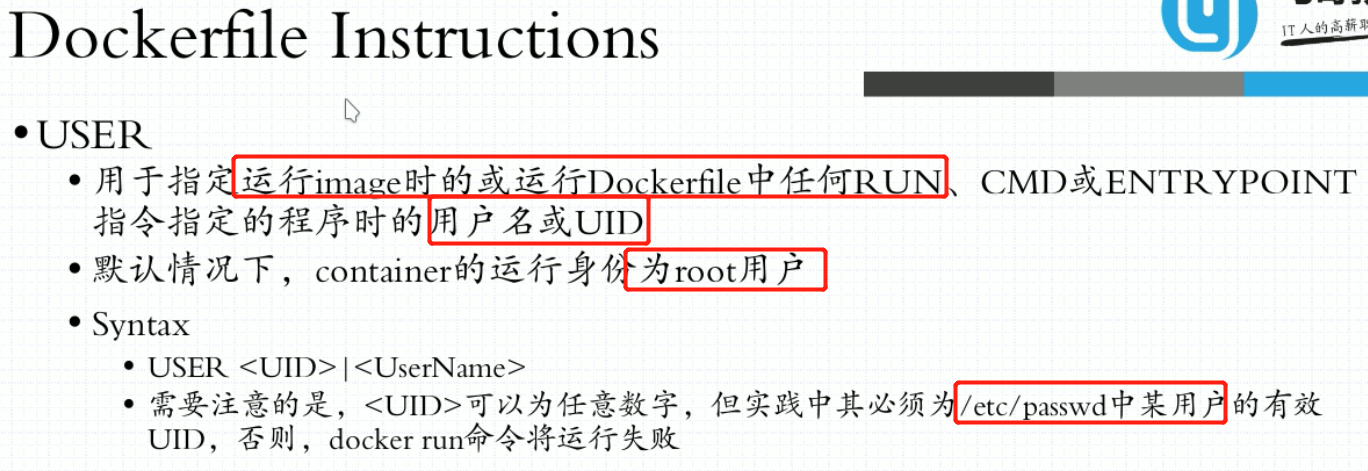 Dockerfile Instructions
IT人的高薪职
•USER
• 用于指定运行image时的或运行Dockerfile中任何RUN、CMD或ENTRYPOINT
指令指定的程序时的用户名或UID
• 默认情况下，container的运行身份为root用户
• Syntax
• USER <UID>|<UserName>
• 需要注意的是，<UID>可以为任意数字，但实践中其必须为/etc/passwd中某用户的有效
UID，否则，docker run命令将运行失败